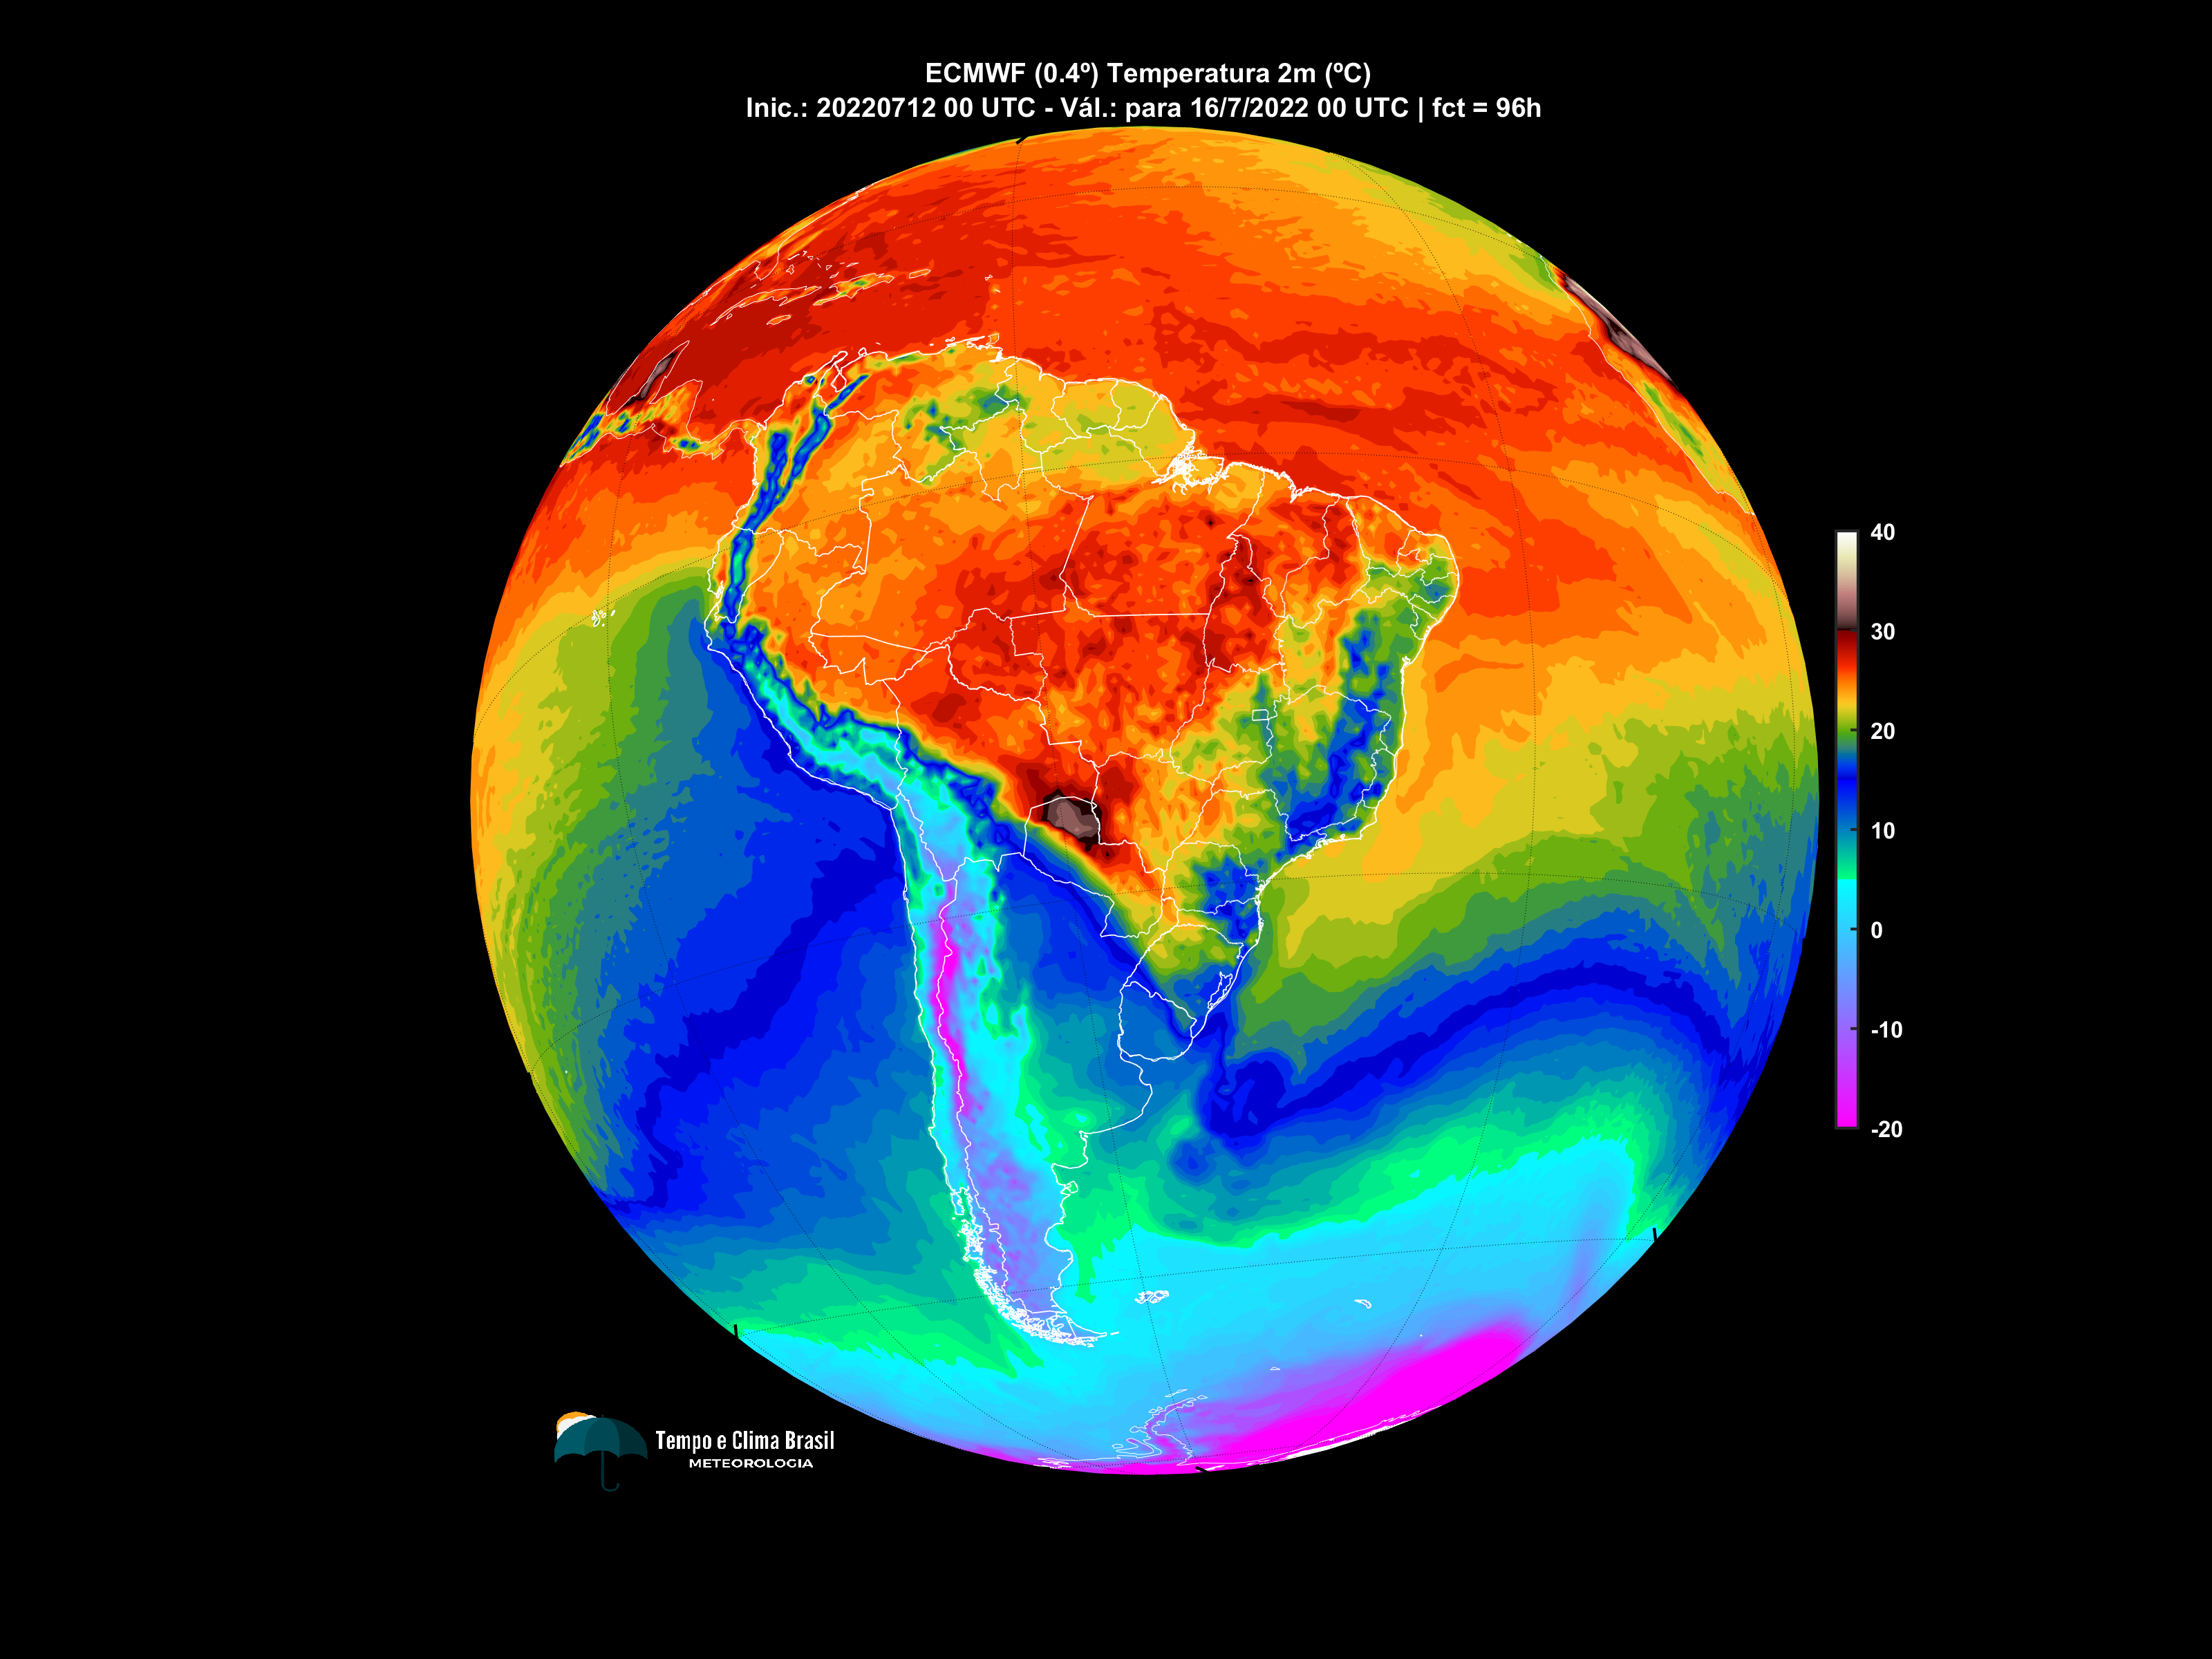 ECMWF (0.4º) Temperatura 2m (ºC)
Inic.: 20220712 00 UTC - Vál.: para 16/7/2022 00 UTC | fct = 96h
40
30
20
10
0
-10
-20
Tempo e Clima Brasil
METEOROLOGIA